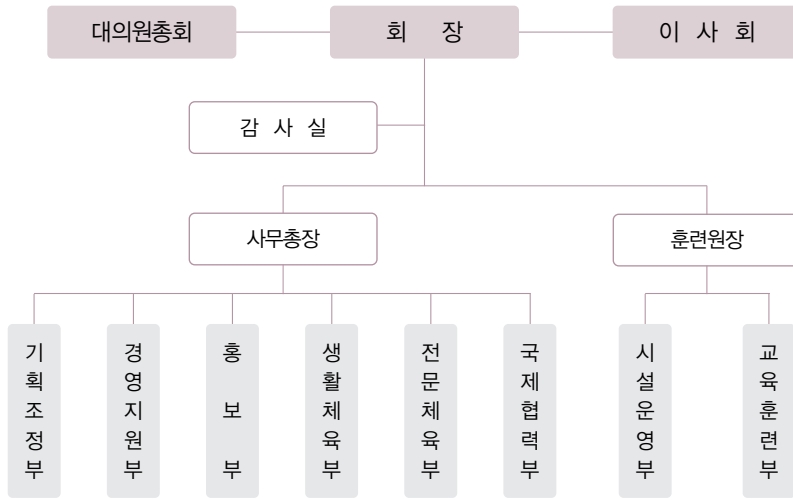 대의원총회
회 장
이 사 회
감 사 실
사무총장
훈련원장
기획조정부
경영지원부
홍 보 부
생활체육부
전문체육부
국제협력부
시설운영부
교육훈련부